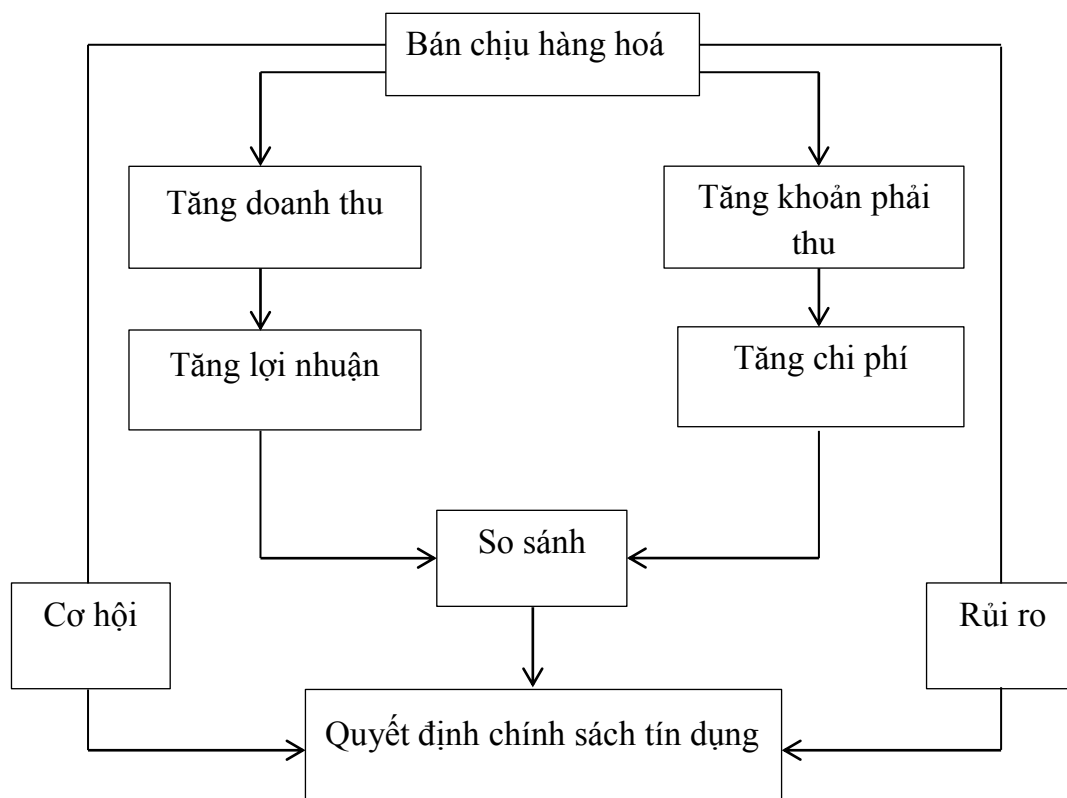 Bán chịu hàng hoá
Tăng doanh thu
Tăng khoản phải
thu
Tăng lợi nhuận
Tăng chi phí
So sánh
Cơ hội
Rủi ro
Quyết định chính sách tín dụng